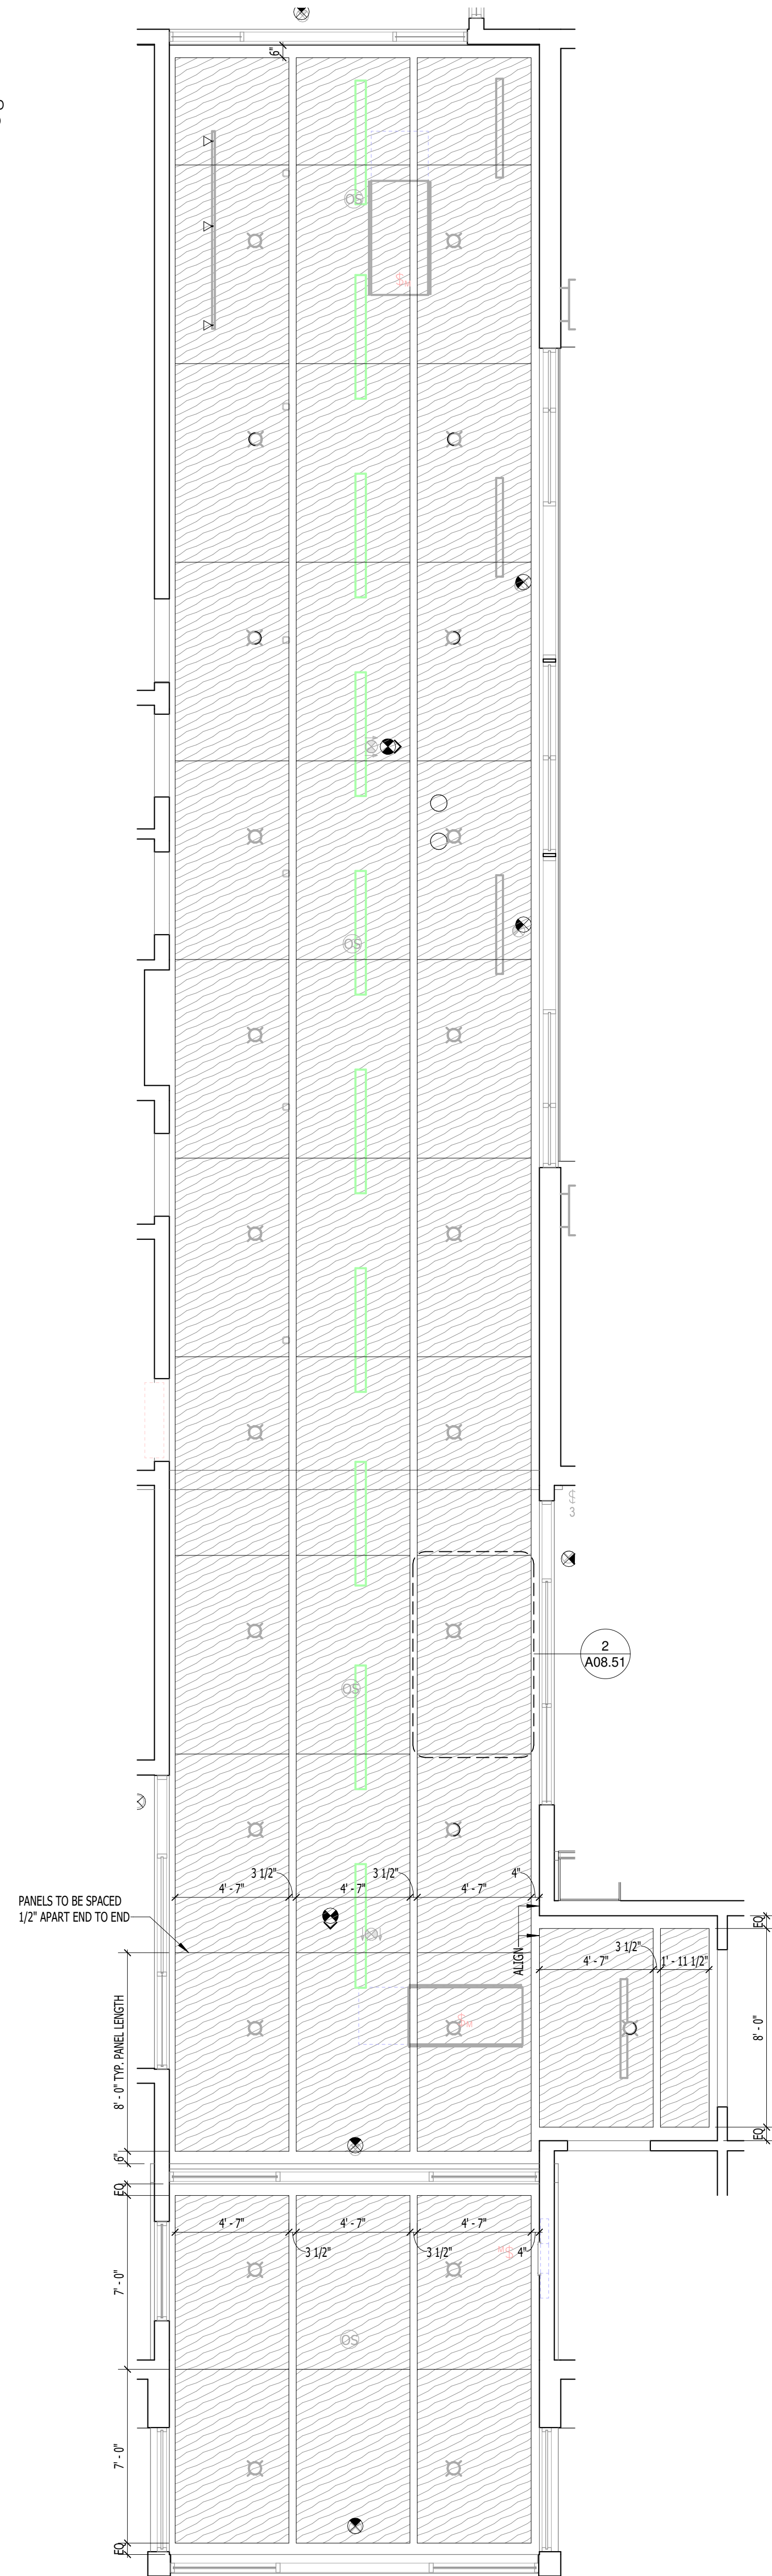 6"
OS
$M
OS
$
3
2
A08.51
OS
3 1/2"
3 1/2"
4"
4' - 7"
4' - 7"
4' - 7"
PANELS TO BE SPACED
1/2" APART END TO END
ALIGN
3 1/2"
4' - 7"
1' - 11 1/2"
EQ
8' - 0"
EQ
8' - 0" TYP. PANEL LENGTH
$M
6"
EQ
4' - 7"
4' - 7"
4' - 7"
3 1/2"
3 1/2"
4"
$M
7' - 0"
OS
7' - 0"
EQ